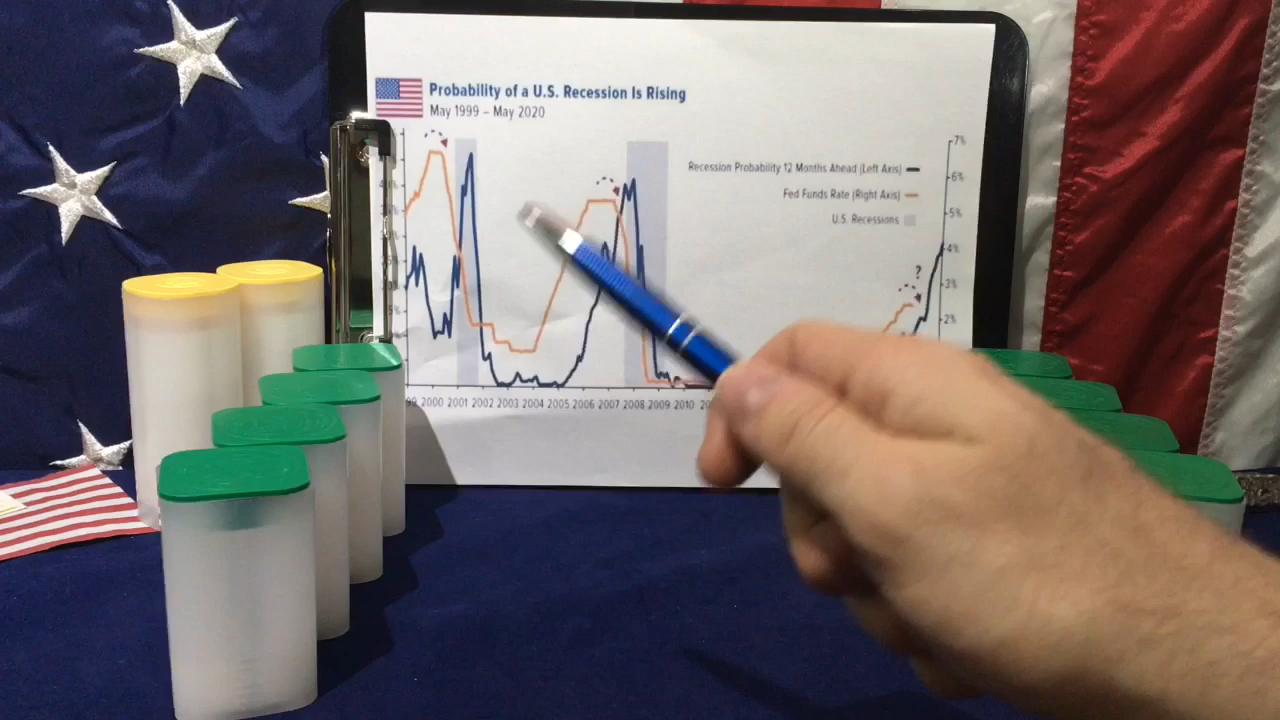 Probability of a U.S. Recession Is Rising
May 1999 – May 2020
7%
Recession Probability 12 Months Ahead (Left Axis)
6%
Fed Funds Rate (Right Axis)
5%
U.S. Recessions
4%
?
3%
2%
99 2000 2001 2002 2003 2004 2005 2006 2007 2008 2009 2010